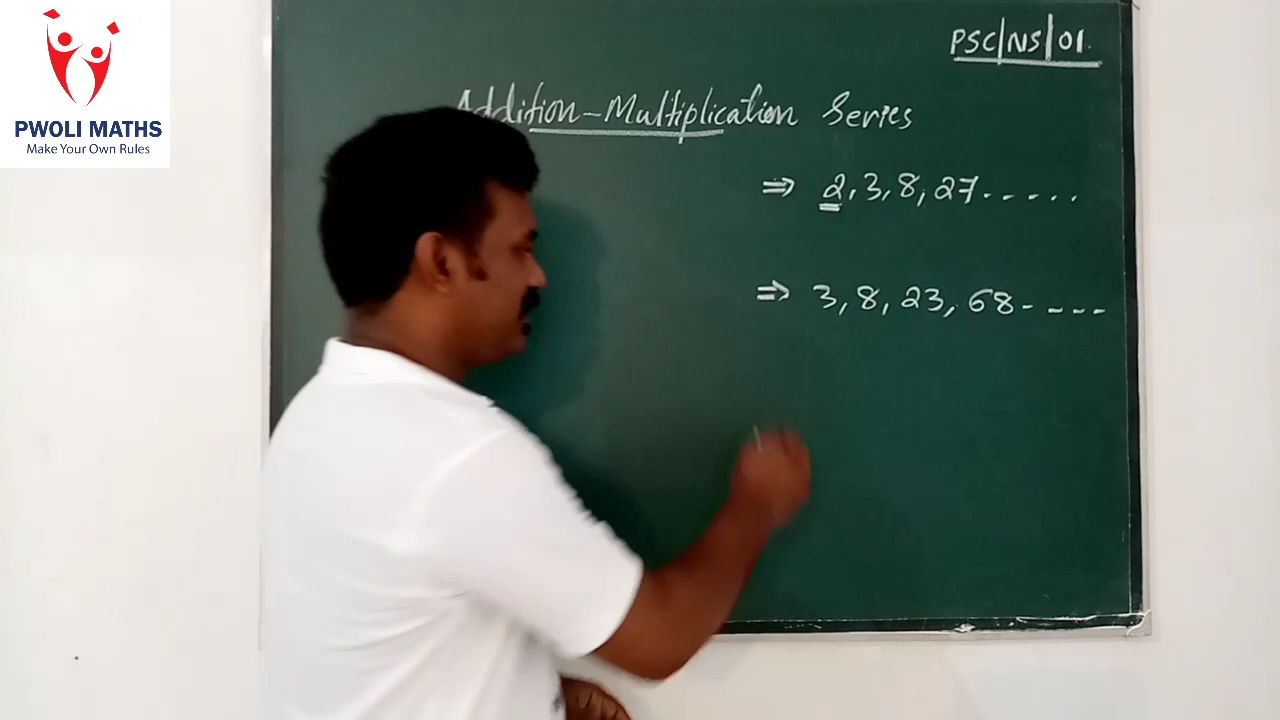 PWOLI MATHS
Make Your Own Rules
PSC/NS/01.
Addition-Multiplication Series
⇒ 2, 3, 8, 27......
⇒ 3, 8, 23, 68----